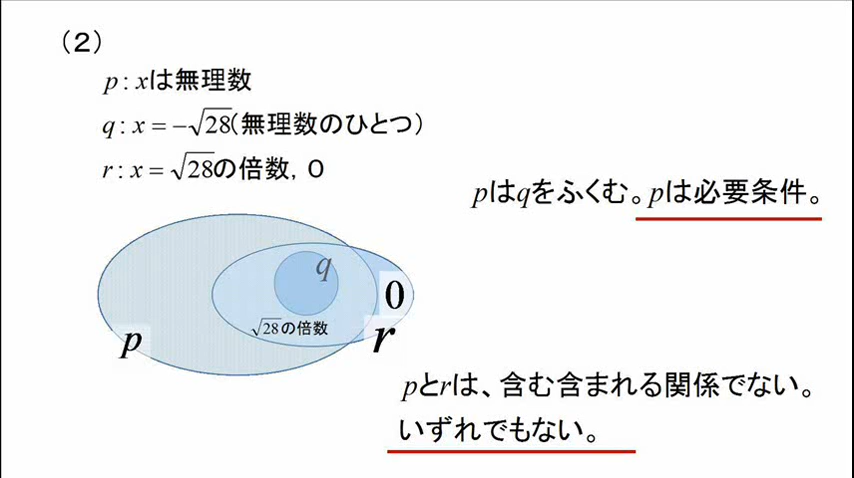 （２）
p : xは無理数
q : x = −√28（無理数のひとつ）
r : x = √28の倍数, ０
pはqをふくむ。pは必要条件。
q
0
√28の倍数
r
p
pとrは、含む含まれる関係でない。
いずれでもない。